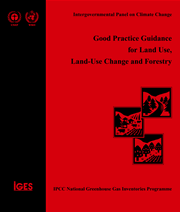 Intergovernmental Panel on Climate Change
Good Practice Guidance
for Land Use,
Land-Use Change and Forestry
IGES
IPCC National Greenhouse Gas Inventories Programme